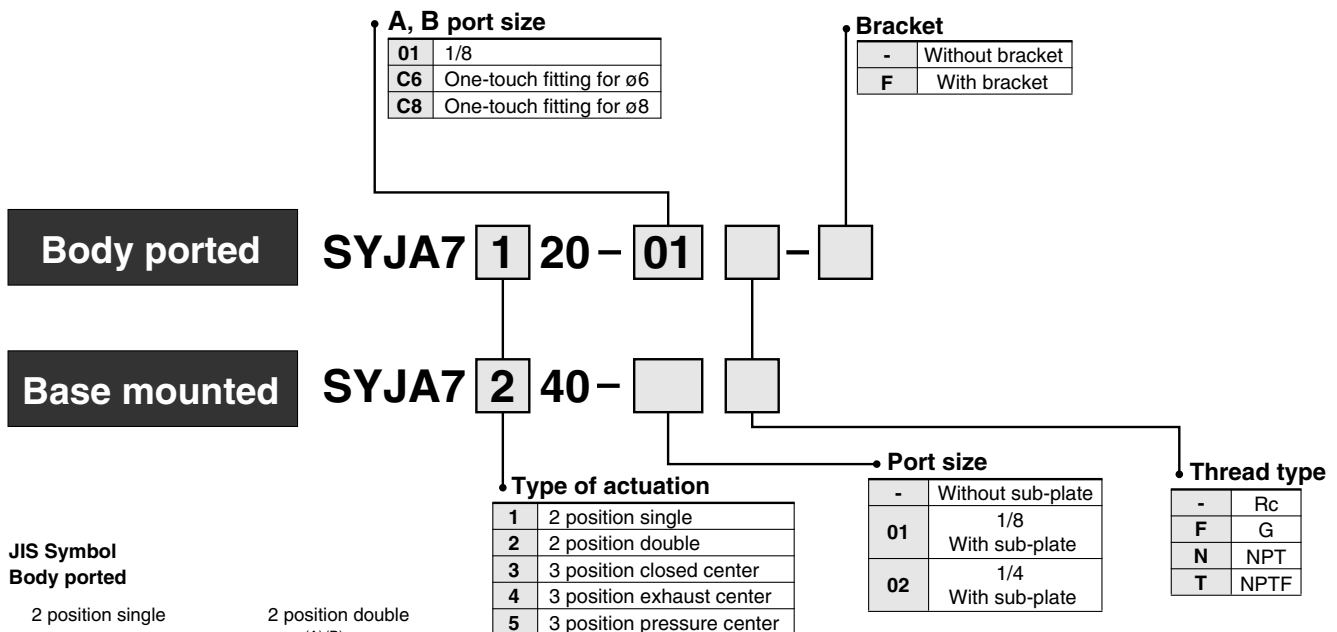 A, B port size
01 1/8
C6 One-touch fitting for ø6
C8 One-touch fitting for ø8
Bracket
- Without bracket
F With bracket
Body ported SYJA7 1 20 – 01 –
Base mounted SYJA7 2 40 –
Type of actuation
1 2 position single
2 2 position double
3 3 position closed center
4 3 position exhaust center
5 3 position pressure center
Port size
- Without sub-plate
01 1/8
With sub-plate
02 1/4
With sub-plate
Thread type
- Rc
F G
N NPT
T NPTF
JIS Symbol
Body ported
2 position single 2 position double